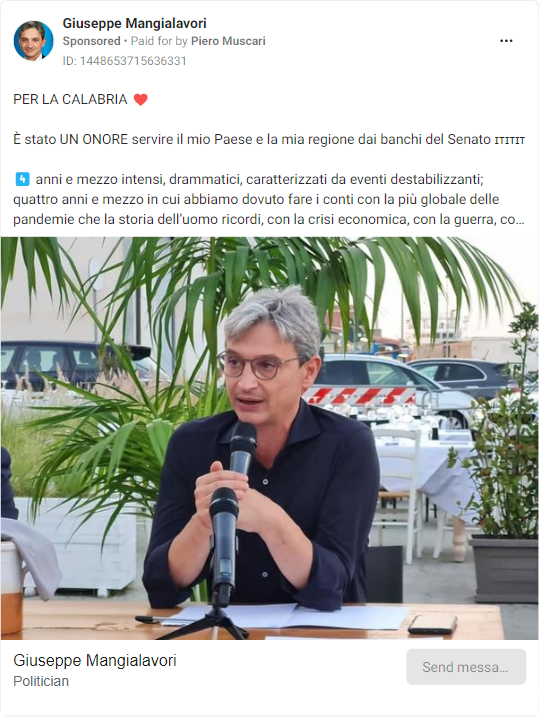 Giuseppe Mangialavori
Sponsored • Paid for by Piero Muscari
ID: 1448653715636331
PER LA CALABRIA ❤️
È stato UN ONORE servire il mio Paese e la mia regione dai banchi del Senato ɪᴛɪᴛɪᴛ
4️⃣ anni e mezzo intensi, drammatici, caratterizzati da eventi destabilizzanti;
quattro anni e mezzo in cui abbiamo dovuto fare i conti con la più globale delle
pandemie che la storia dell’uomo ricordi, con la crisi economica, con la guerra, co...
Giuseppe Mangialavori
Politician
Send messa...